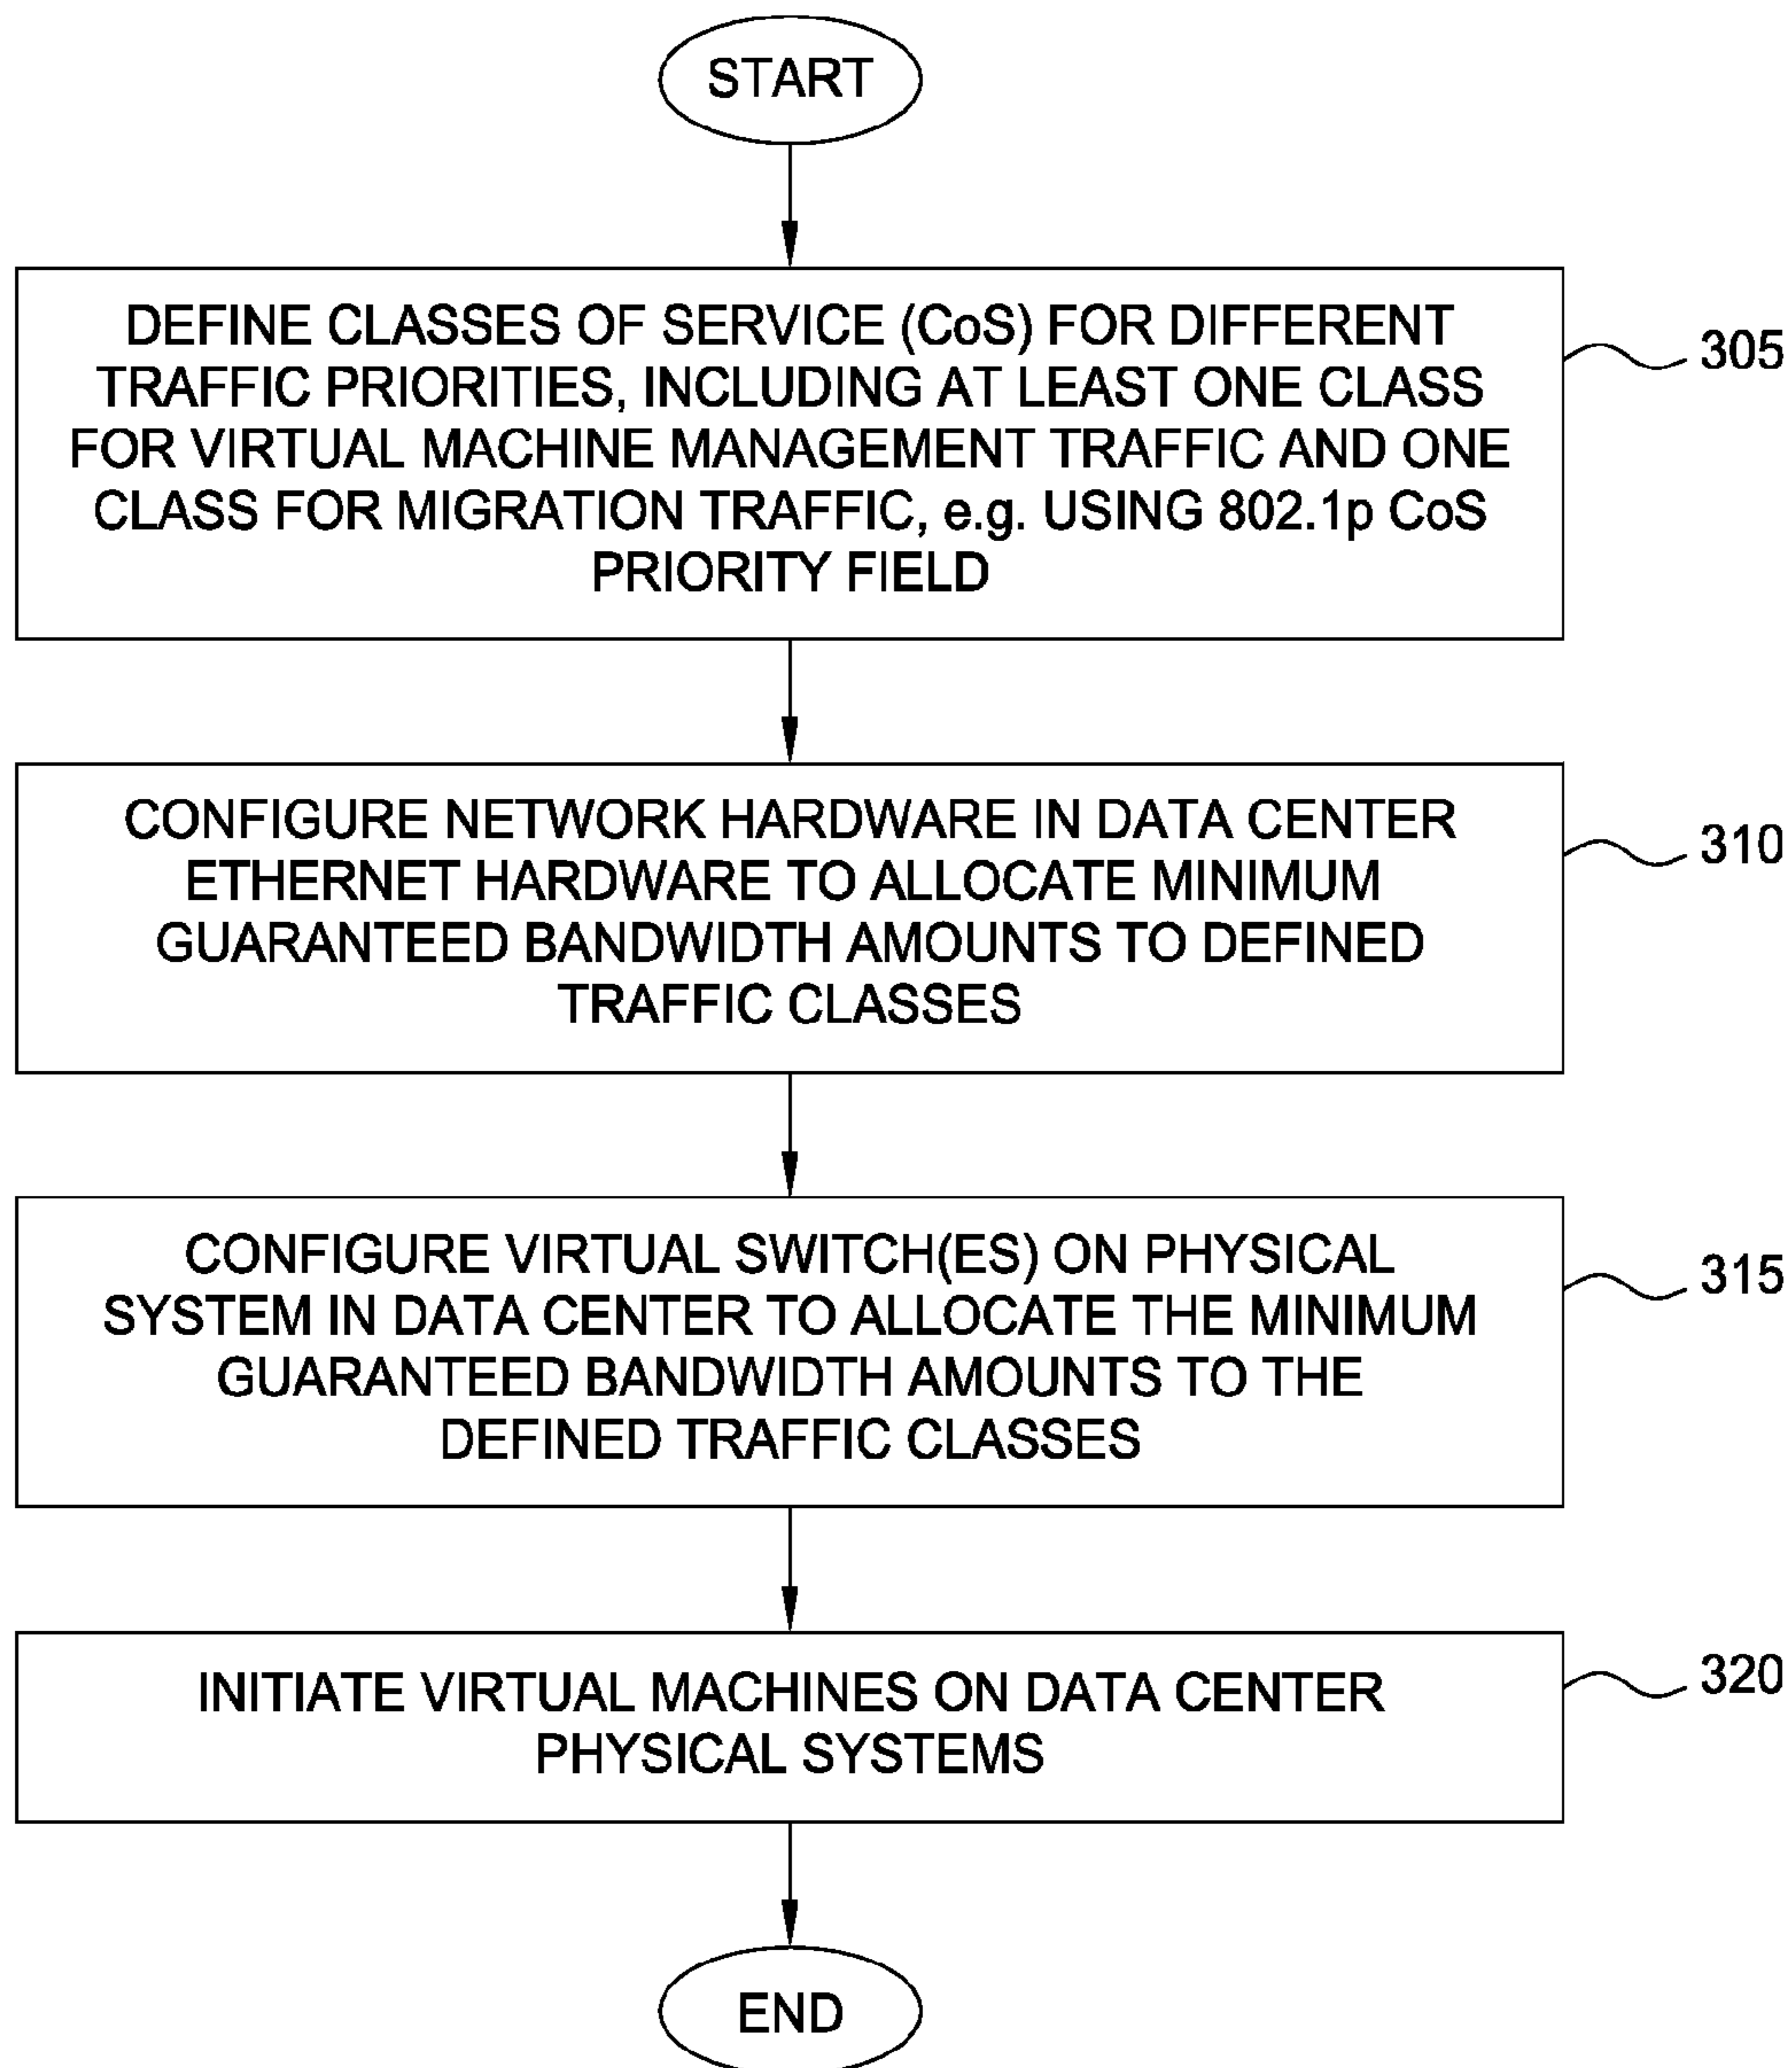 START
DEFINE CLASSES OF SERVICE (CoS) FOR DIFFERENT
TRAFFIC PRIORITIES, INCLUDING AT LEAST ONE CLASS
FOR VIRTUAL MACHINE MANAGEMENT TRAFFIC AND ONE
CLASS FOR MIGRATION TRAFFIC, e.g. USING 802.1p CoS
PRIORITY FIELD
305
CONFIGURE NETWORK HARDWARE IN DATA CENTER
ETHERNET HARDWARE TO ALLOCATE MINIMUM
GUARANTEED BANDWIDTH AMOUNTS TO DEFINED
TRAFFIC CLASSES
310
CONFIGURE VIRTUAL SWITCH(ES) ON PHYSICAL
SYSTEM IN DATA CENTER TO ALLOCATE THE MINIMUM
GUARANTEED BANDWIDTH AMOUNTS TO THE
DEFINED TRAFFIC CLASSES
315
INITIATE VIRTUAL MACHINES ON DATA CENTER
PHYSICAL SYSTEMS
320
END